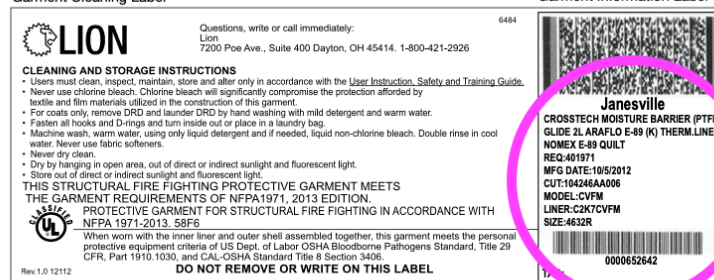 Garment Cleaning Label
Garment Information Label
6484
LION
Questions, write or call immediately:
Lion
7200 Poe Ave., Suite 400 Dayton, OH 45414. 1-800-421-2926
CLEANING AND STORAGE INSTRUCTIONS
• Users must clean, inspect, maintain, store and alter only in accordance with the User Instruction, Safety and Training Guide.
• Never use chlorine bleach. Chlorine bleach will significantly compromise the protection afforded by
textile and film materials utilized in the construction of this garment.
• For coats only, remove DRD and launder DRD by hand washing with mild detergent and warm water.
• Fasten all hooks and D-rings and turn inside out or place in a laundry bag.
• Machine wash, warm water, using only liquid detergent and if needed, liquid non-chlorine bleach. Double rinse in cool
water. Never use fabric softeners.
• Never dry clean.
• Dry by hanging in open area, out of direct or indirect sunlight and fluorescent light.
• Store out of direct or indirect sunlight and fluorescent light.
THIS STRUCTURAL FIRE FIGHTING PROTECTIVE GARMENT MEETS
THE GARMENT REQUIREMENTS OF NFPA1971, 2013 EDITION.
CLASSIFIED
UL
PROTECTIVE GARMENT FOR STRUCTURAL FIRE FIGHTING IN ACCORDANCE WITH
NFPA 1971-2013. 58F6
When worn with the inner liner and outer shell assembled together, this garment meets the personal
protective equipment criteria of US Dept. of Labor OSHA Bloodborne Pathogens Standard, Title 29
CFR, Part 1910.1030, and CAL-OSHA Standard Title 8 Section 3406.
Rev.1.0 12112
DO NOT REMOVE OR WRITE ON THIS LABEL
Janesville
CROSSTECH MOISTURE BARRIER (PTF
GLIDE 2L ARAFLO E-89 (K) THERM.LINE
NOMEX E-89 QUILT
REQ:401971
MFG DATE:10/5/2012
CUT:104246AA006
MODEL:CVFM
LINER:C2K7CVFM
SIZE:4632R
0000652642